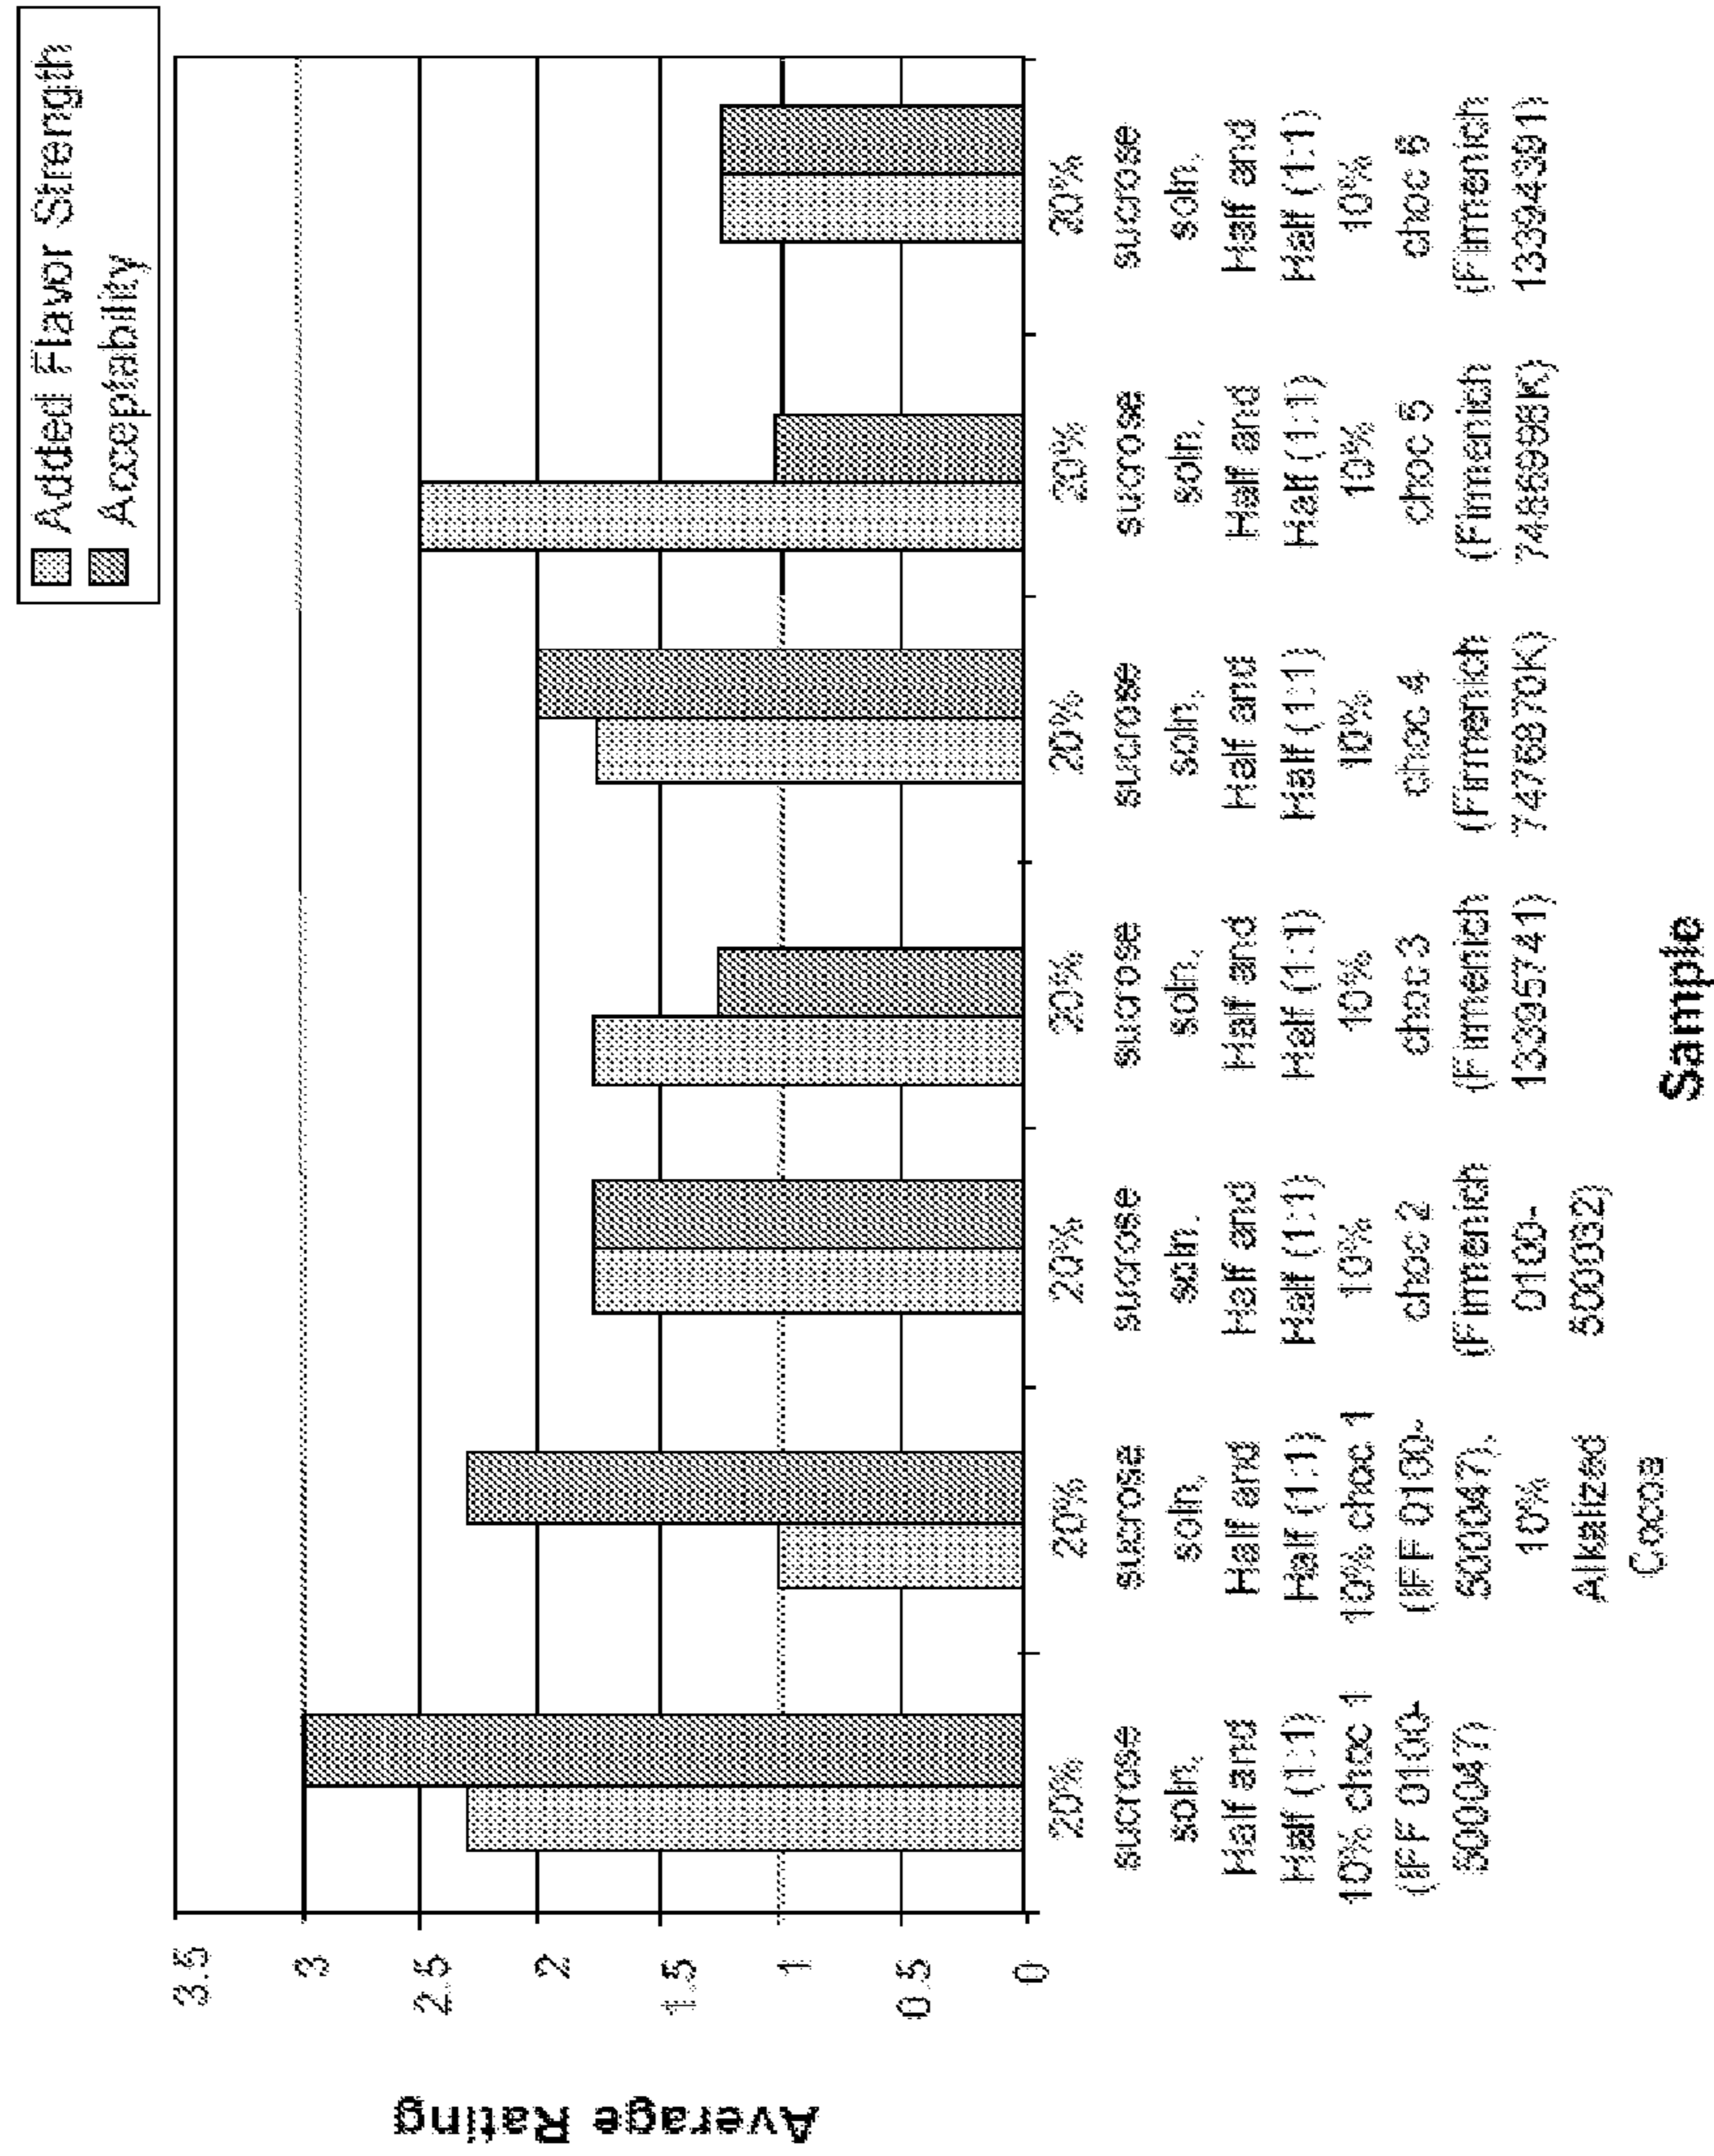 Added Flavor Strength
Acceptability
Average Rating
3.5
3
2.5
2
1.5
1
0.5
0
20%
sucrose
soln,
Half and
Half (1:1)
10% choc 1
(IFF 0100-
500047)
20%
sucrose
soln,
Half and
Half (1:1)
10% choc 1
(IFF 0100-
500047),
10%
Alkalized
Cocoa
20%
sucrose
soln,
Half and
Half (1:1)
10%
choc 2
(Firmenich
0100-
500032)
20%
sucrose
soln,
Half and
Half (1:1)
10%
choc 3
(Firmenich
13395741)
20%
sucrose
soln,
Half and
Half (1:1)
10%
choc 4
(Firmenich
7476870K)
20%
sucrose
soln,
Half and
Half (1:1)
10%
choc 5
(Firmenich
sucrose
soln,
Half and
Half (1:1)
10%
choc 6
(Firmenich
13394391)
Sample